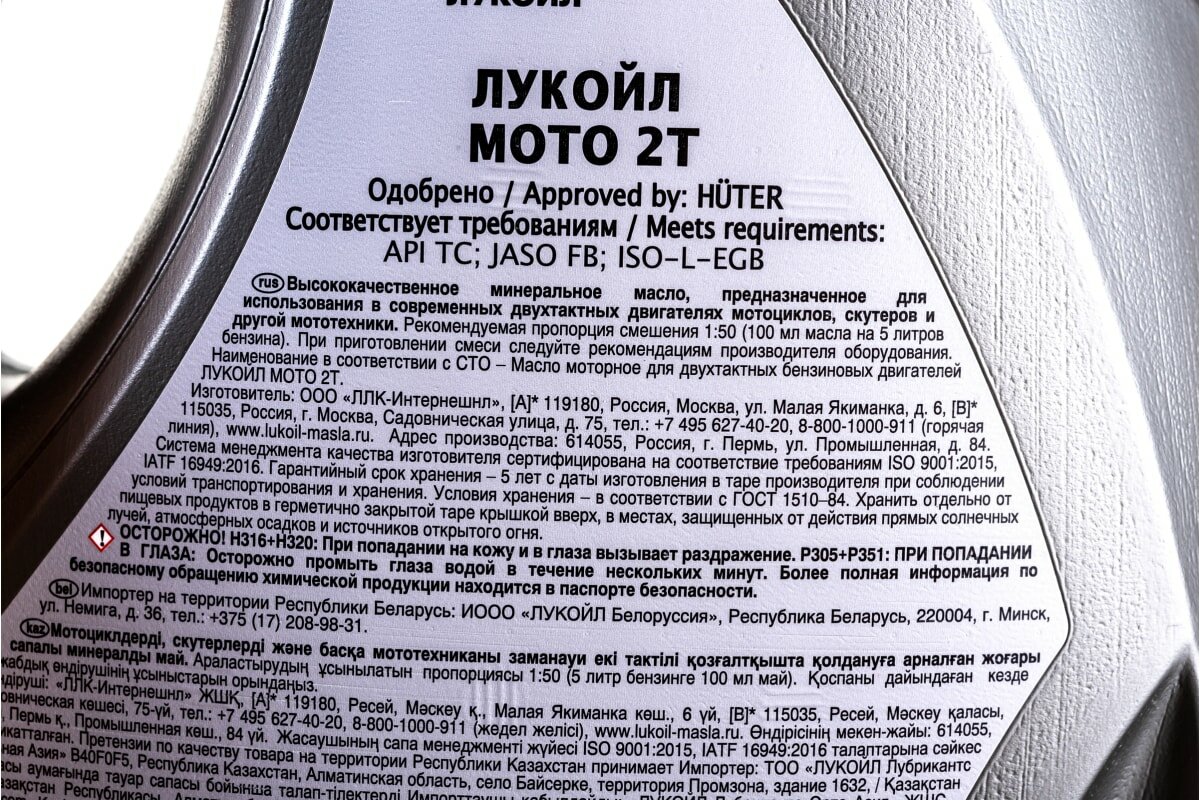 ЛУКОЙЛ
ЛУКОЙЛ
МОТО 2Т
Одобрено / Approved by: HÜTER
Соответствует требованиям / Meets requirements:
API TC; JASO FB; ISO-L-EGB
rus Высококачественное минеральное масло, предназначенное для
использования в современных двухтактных двигателях мотоциклов, скутеров и
другой мототехники. Рекомендуемая пропорция смешения 1:50 (100 мл масла на 5 литров
бензина). При приготовлении смеси следуйте рекомендациям производителя оборудования.
Наименование в соответствии с СТО – Масло моторное для двухтактных бензиновых двигателей
ЛУКОИЛ МОТО 2Т.
Изготовитель: ООО «ЛЛК-Интернешнл», [A]* 119180, Россия, Москва, ул. Малая Якиманка, д. 6, [B]*
115035, Россия, г. Москва, Садовническая улица, д. 75, тел.: +7 495 627-40-20, 8-800-1000-911 (горячая
линия), www.lukoil-masla.ru. Адрес производства: 614055, Россия, г. Пермь, ул. Промышленная, д. 84.
Система менеджмента качества изготовителя сертифицирована на соответствие требованиям ISO 9001:2015,
IATF 16949:2016. Гарантийный срок хранения – 5 лет с даты изготовления в таре производителя при соблюдении
условий транспортирования и хранения. Условия хранения – в соответствии с ГОСТ 1510–84. Хранить отдельно от
пищевых продуктов в герметично закрытой таре крышкой вверх, в местах, защищенных от действия прямых солнечных
лучей, атмосферных осадков и источников открытого огня.
ОСТОРОЖНО! H316+H320: При попадании на кожу и в глаза вызывает раздражение. P305+P351: ПРИ ПОПАДАНИИ
В ГЛАЗА: Осторожно промыть глаза водой в течение нескольких минут. Более полная информация по
безопасному обращению химической продукции находится в паспорте безопасности.
bel Импортер на территории Республики Беларусь: ИООО «ЛУКОЙЛ Белоруссия», Республика Беларусь, 220004, г. Минск,
ул. Немига, д. 36, тел.: +375 (17) 208-98-31.
kaz Мотоциклдерді, скутерлерді және басқа мототехниканы заманауи екі тактілі қозғалтқышта қолдануға арналған жоғары
сапалы минералды май. Араластырудың ұсынылатын пропорциясы 1:50 (5 литр бензинге 100 мл май). Қоспаны дайындаған кезде
жабдық өндірушінің ұсыныстарын орындаңыз.
«ЛЛК-Интернешнл» ЖШҚ, [A]* 119180, Ресей, Мәскеу қ., Малая Якиманка көш., 6 үй, [B]* 115035, Ресей, Мәскеу қаласы,
көшесі, 75-үй, тел.: +7 495 627-40-20, 8-800-1000-911 (жедел желісі), www.lukoil-masla.ru. Өндірісінің мекен-жайы: 614055,
Пермь қ., Промышленная көш., 84 үй. Жасаушының сапа менеджменті жүйесі ISO 9001:2015, IATF 16949:2016 талаптарына сәйкес
Претензии по качеству товара на территории Республики Казахстан принимает Импортер: ТОО «ЛУКОЙЛ Лубрикантс
Азия» B40F0F5, Республика Казахстан, Алматинская область, село Байсерке, территория Промзона, здание 1632, / Қазақстан
аумағында тауар сапасы бойынша талап-тілектерді